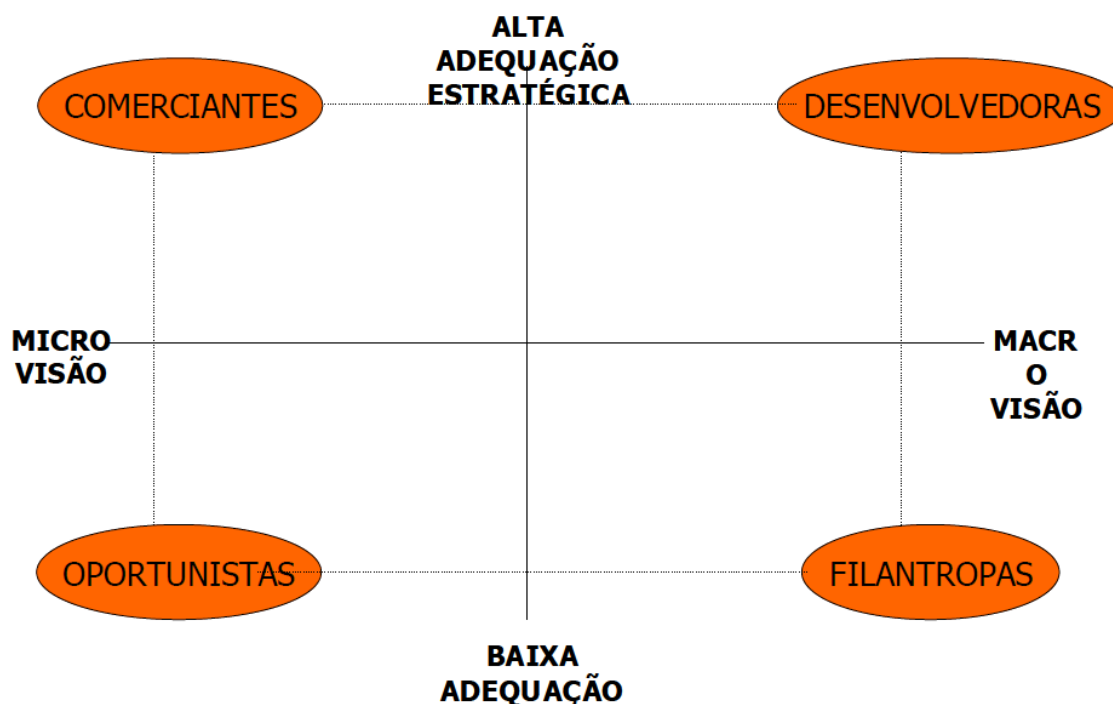 ALTA
ADEQUAÇÃO
ESTRATÉGICA
COMERCIANTES
DESENVOLVEDORAS
MICRO
VISÃO
MACR
O
VISÃO
OPORTUNISTAS
FILANTROPAS
BAIXA
ADEQUAÇÃO